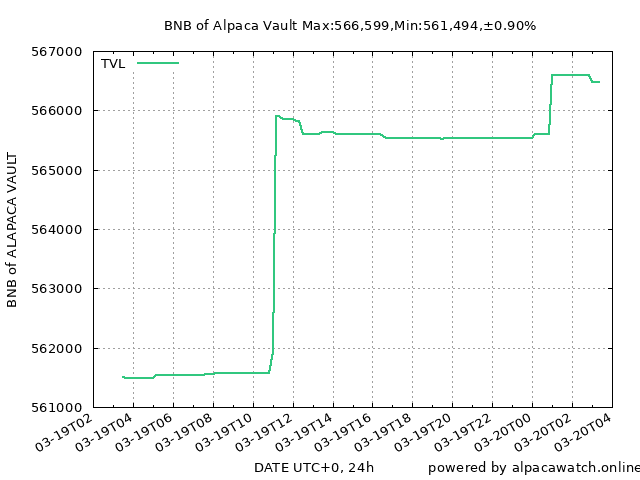 BNB of Alpaca Vault Max:566,599,Min:561,494,±0.90%
TVL
567000
566000
565000
564000
563000
562000
561000
BNB of ALAPACA VAULT
03-19T02
03-19T04
03-19T06
03-19T08
03-19T10
03-19T12
03-19T14
03-19T16
03-19T18
03-19T20
03-19T22
03-20T00
03-20T02
03-20T04
DATE UTC+0, 24h
powered by alpacawatch.online